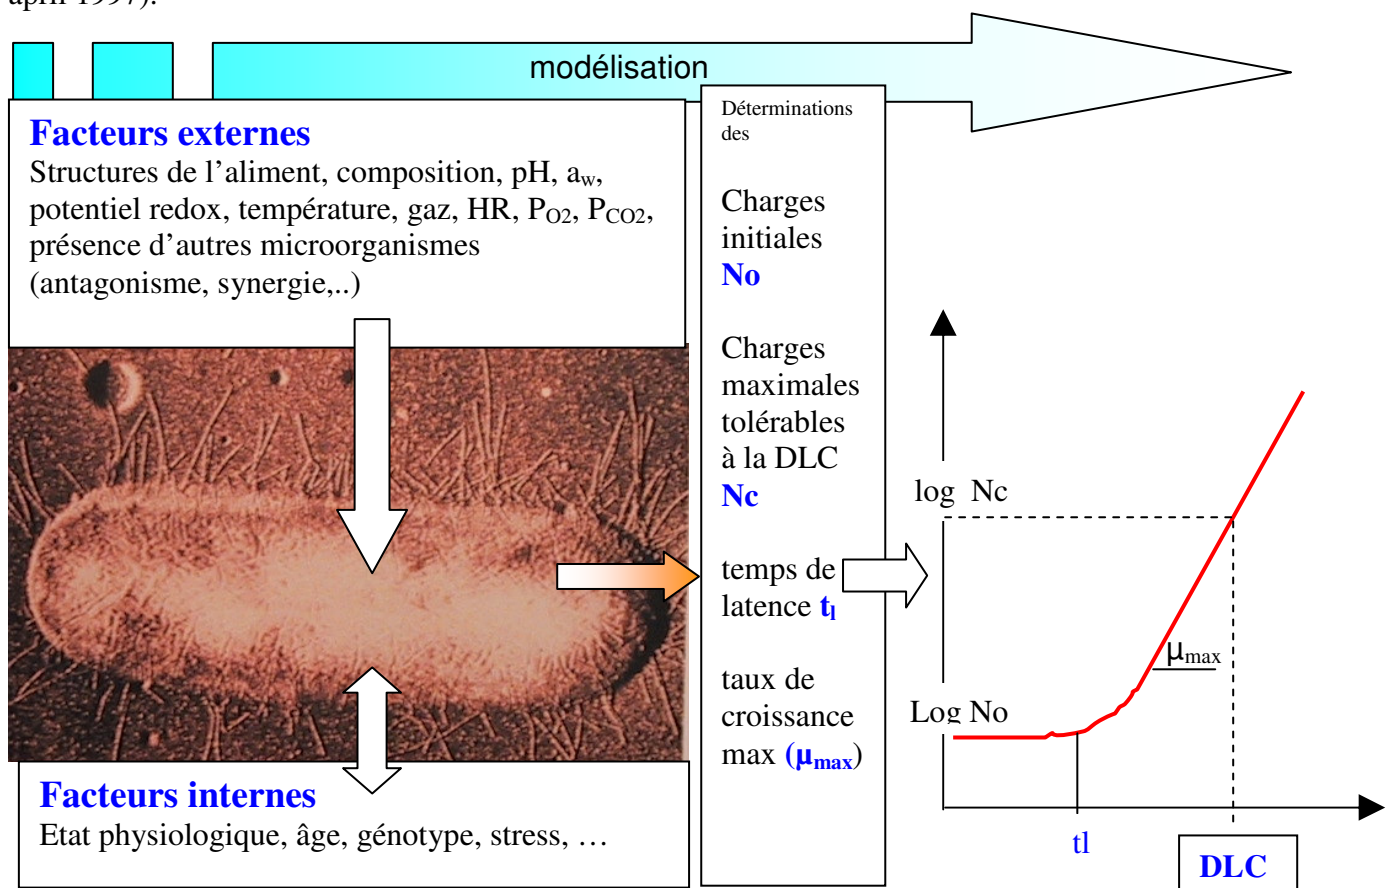 april 1997).
modélisation
Facteurs externes
Structures de l’aliment, composition, pH, aw,
potentiel redox, température, gaz, HR, PO2, PCO2,
présence d’autres microorganismes
(antagonisme, synergie,..)
Facteurs internes
Etat physiologique, âge, génotype, stress, …
Déterminations
des
Charges
initiales
No
Charges
maximales
tolérables
à la DLC
Nc
temps de
latence tl
taux de
croissance
max (μmax)
log Nc
μmax
Log No
tl
DLC